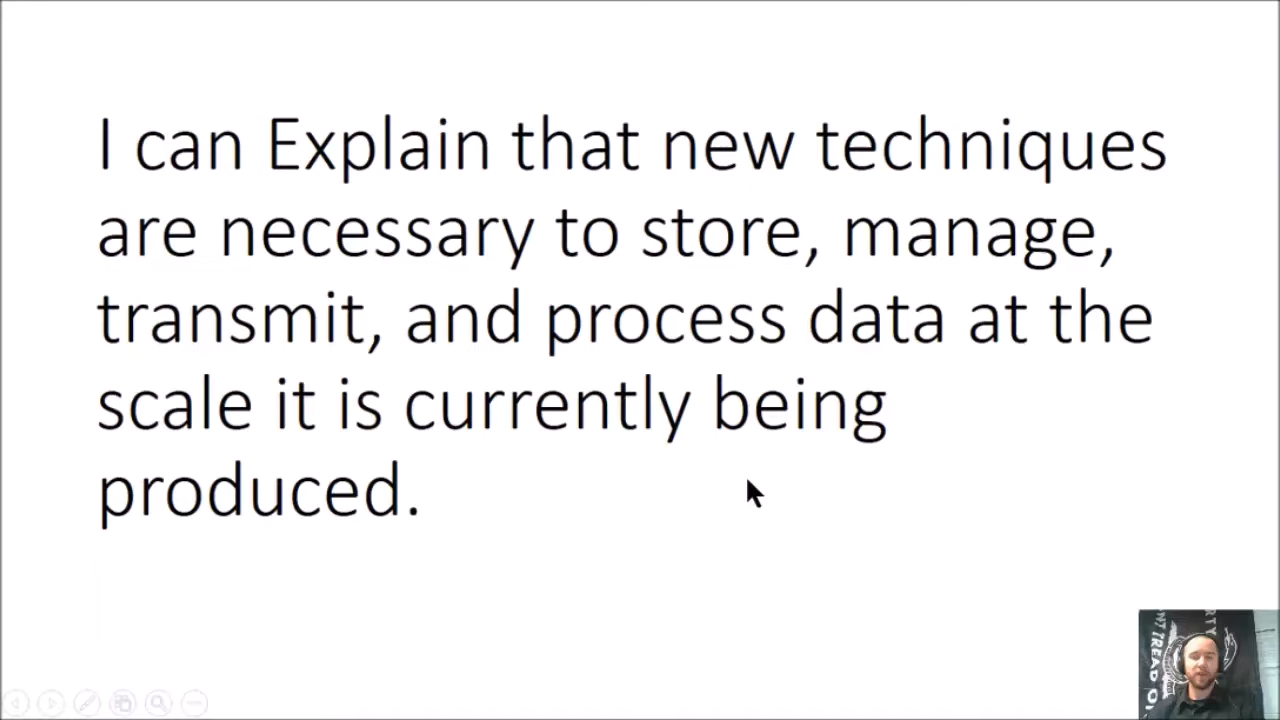 I can Explain that new techniques
are necessary to store, manage,
transmit, and process data at the
scale it is currently being
produced.